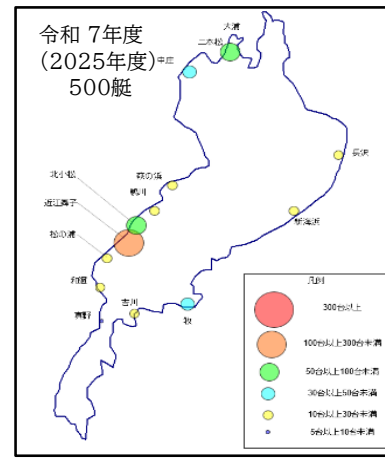 令和 7年度
（2025年度）
500艇
大浦
二本松
中庄
長浜
萩の浜
鴨川
北小松
近江舞子
松の浦
新海浜
和邇
吉川
牧
真野
凡例
300台以上
100台以上300台未満
50台以上100台未満
30台以上50台未満
10台以上30台未満
5台以上10台未満